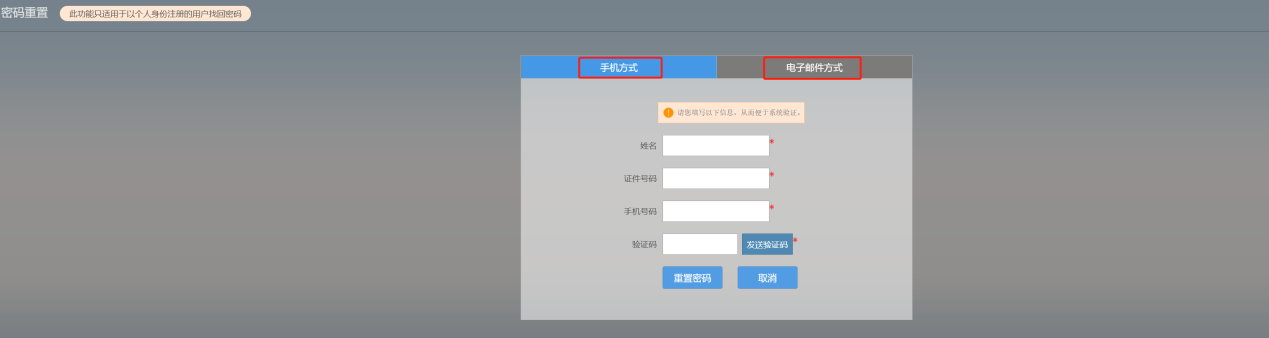 密码重置 此功能只适用于以个人身份注册的用户找回密码
手机方式 电子邮件方式
请您填写以下信息，从而便于系统验证。
姓名 *
证件号码 *
手机号码 *
验证码 发送验证码 *
重置密码 取消